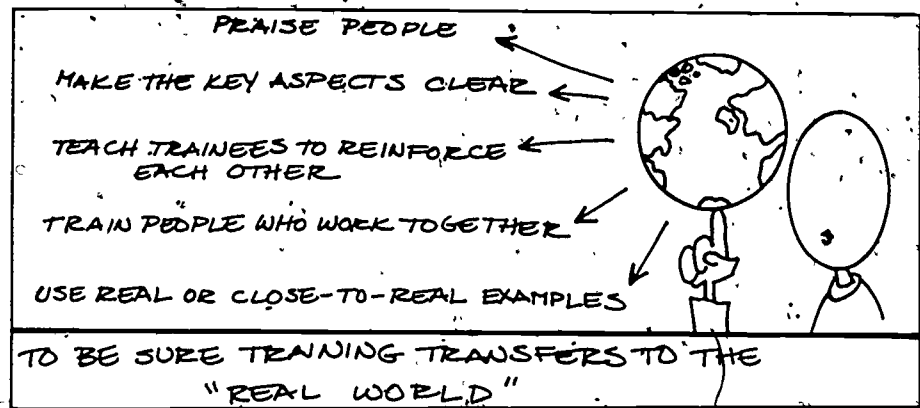 PRAISE PEOPLE
MAKE THE KEY ASPECTS CLEAR
TEACH TRAINEES TO REINFORCE
EACH OTHER
TRAIN PEOPLE WHO WORK TOGETHER
USE REAL OR CLOSE-TO-REAL EXAMPLES
TO BE SURE TRAINING TRANSFERS TO THE
"REAL WORLD"